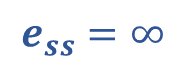 e_ss = ∞